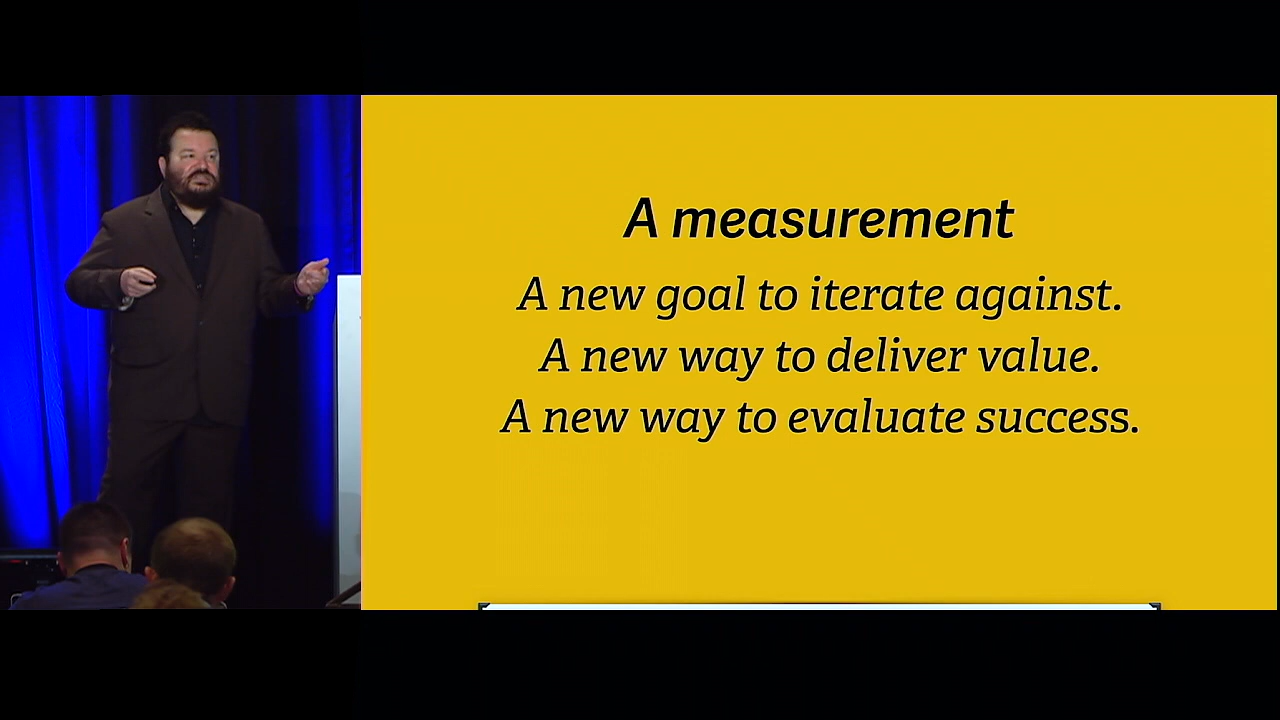 A measurement
A new goal to iterate against.
A new way to deliver value.
A new way to evaluate success.